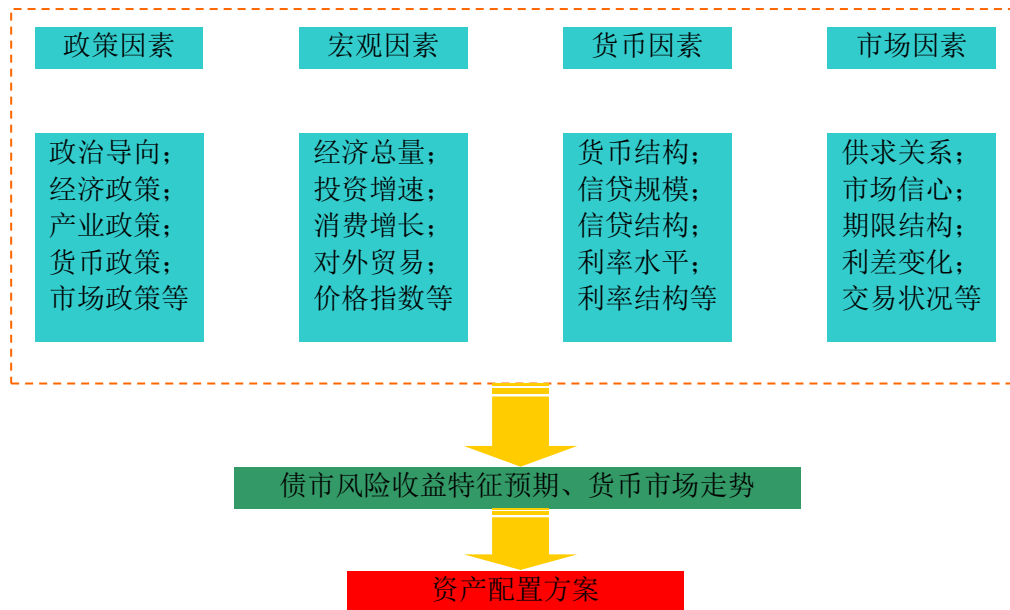 政策因素
宏观因素
货币因素
市场因素
政治导向；
经济政策；
产业政策；
货币政策；
市场政策等
经济总量；
投资增速；
消费增长；
对外贸易；
价格指数等
货币结构；
信贷规模；
信贷结构；
利率水平；
利率结构等
供求关系；
市场信心；
期限结构；
利差变化；
交易状况等
债市风险收益特征预期、货币市场走势
资产配置方案